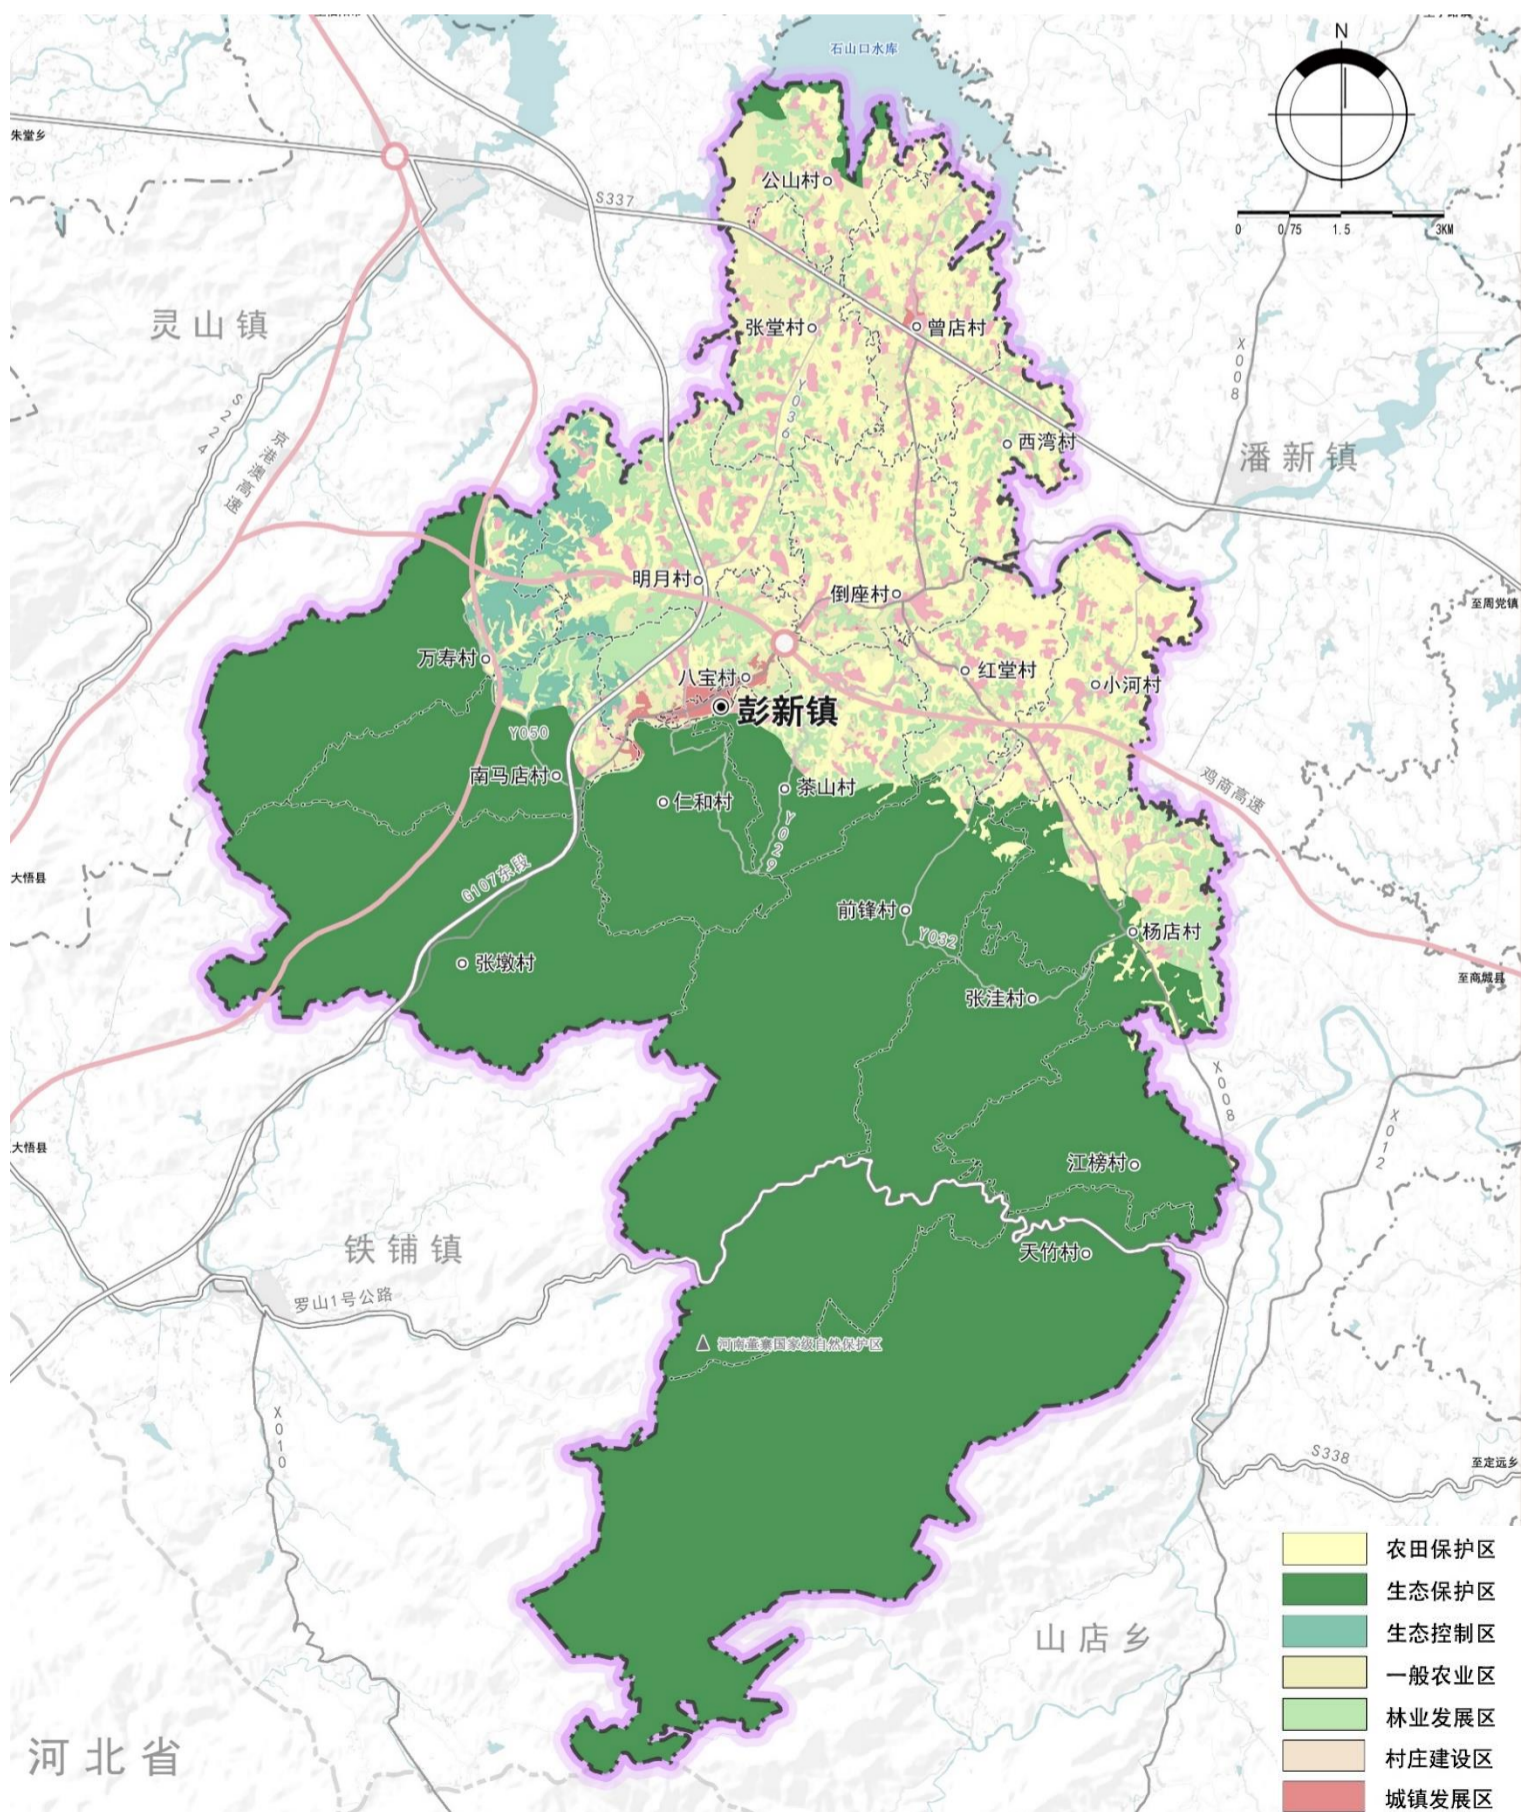 石山口水库
N
朱堂乡
S337
公山村
0 0.75 1.5 3KM
灵山镇
张堂村
曾店村
X008
S224
京港澳高速
Y036
西湾村
潘新镇
明月村
倒座村
至周党镇
万寿村
八宝村
红堂村
小河村
彭新镇
Y050
南马店村
仁和村
茶山村
鸡商高速
Y029
大悟县
G107东段
前锋村
Y032
杨店村
张墩村
张洼村
至商城县
X008
X012
大悟县
江榜村
铁铺镇
天竹村
罗山1号公路
河南董寨国家级自然保护区
X010
S338
至定远乡
山店乡
河北省
农田保护区
生态保护区
生态控制区
一般农业区
林业发展区
村庄建设区
城镇发展区